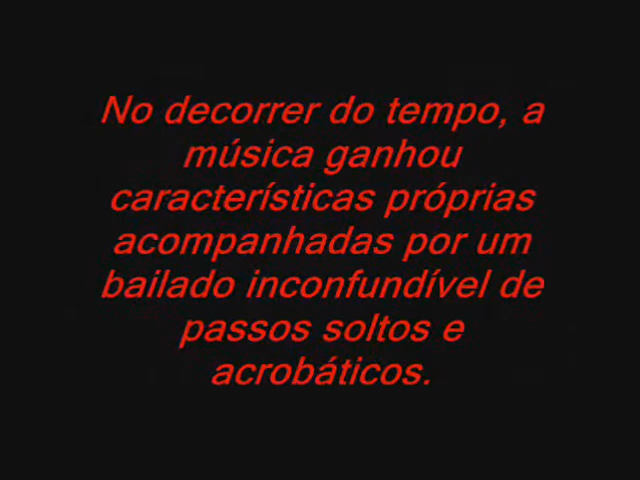 No decorrer do tempo, a
música ganhou
características próprias
acompanhadas por um
bailado inconfundível de
passos soltos e
acrobáticos.